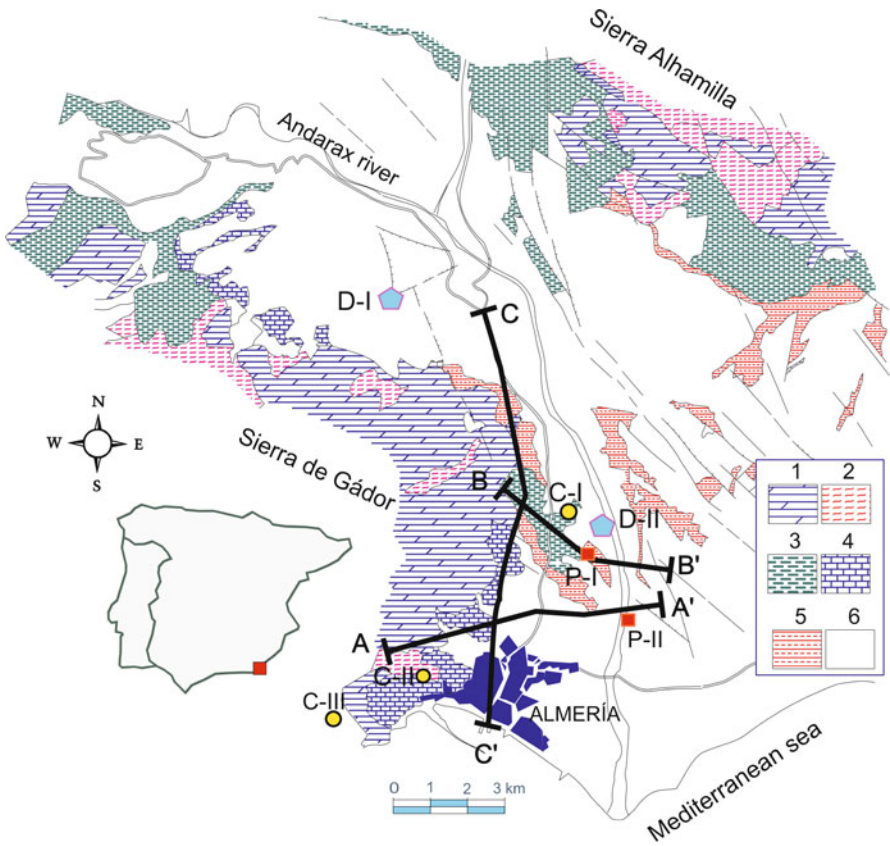 Sierra Alhamilla
Andarax river
D-I
C
N
W E
S
Sierra de Gádor
B
C-I
D-II
P-I
B'
A'
A
P-II
C-II
C-III
ALMERÍA
C'
1 2
3 4
5 6
0 1 2 3 km
Mediterranean sea